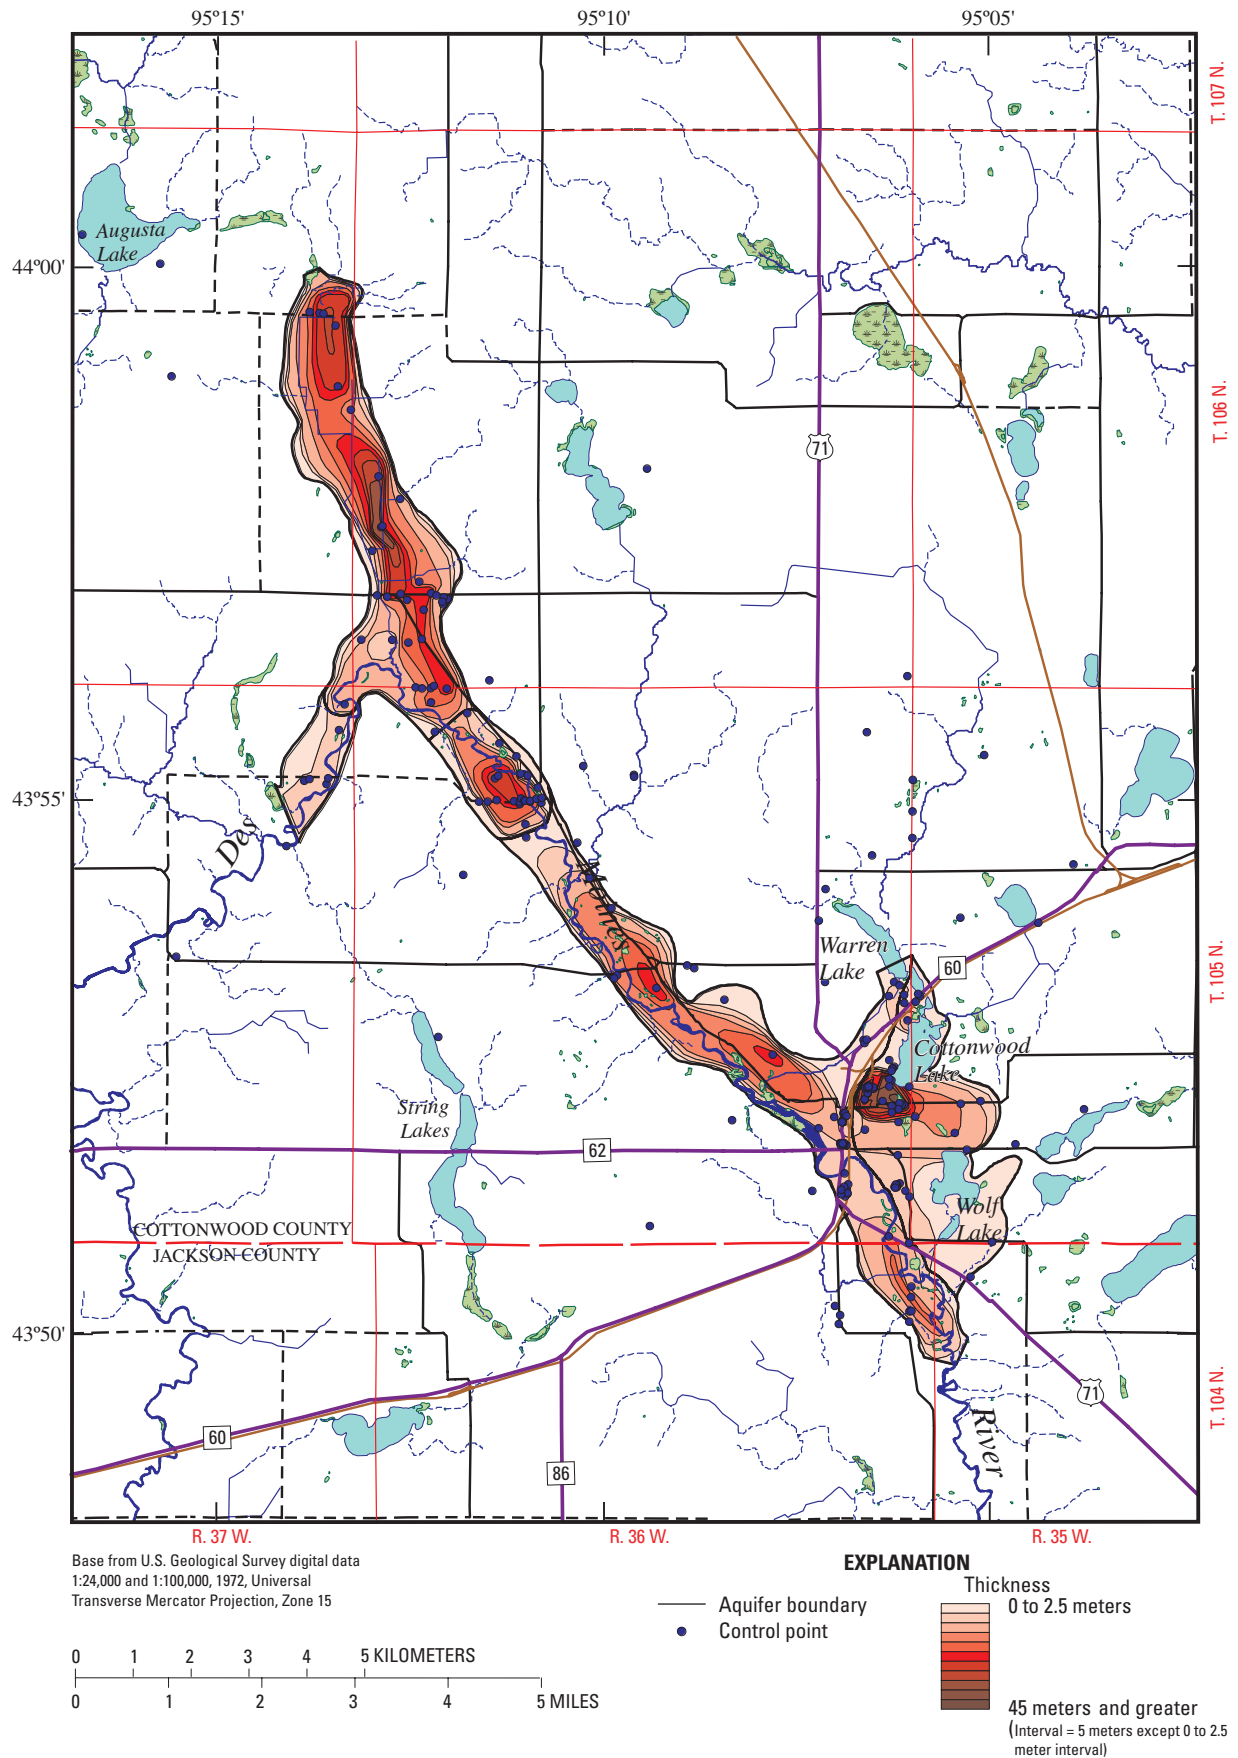 95°15' 95°10' 95°05'
T. 107 N.
Augusta
Lake
44°00'
T. 106 N.
71
43°55'
Des
Moines
Warren
Lake
60
T. 105 N.
Cottonwood
Lake
String
Lakes
62
Wolf
Lake
COTTONWOOD COUNTY
JACKSON COUNTY
43°50'
71
T. 104 N.
River
60
86
R. 37 W. R. 36 W. R. 35 W.
Base from U.S. Geological Survey digital data
1:24,000 and 1:100,000, 1972, Universal
Transverse Mercator Projection, Zone 15
0 1 2 3 4 5 KILOMETERS
0 1 2 3 4 5 MILES
EXPLANATION
Aquifer boundary
Control point
Thickness
0 to 2.5 meters
45 meters and greater
(Interval = 5 meters except 0 to 2.5
meter interval)